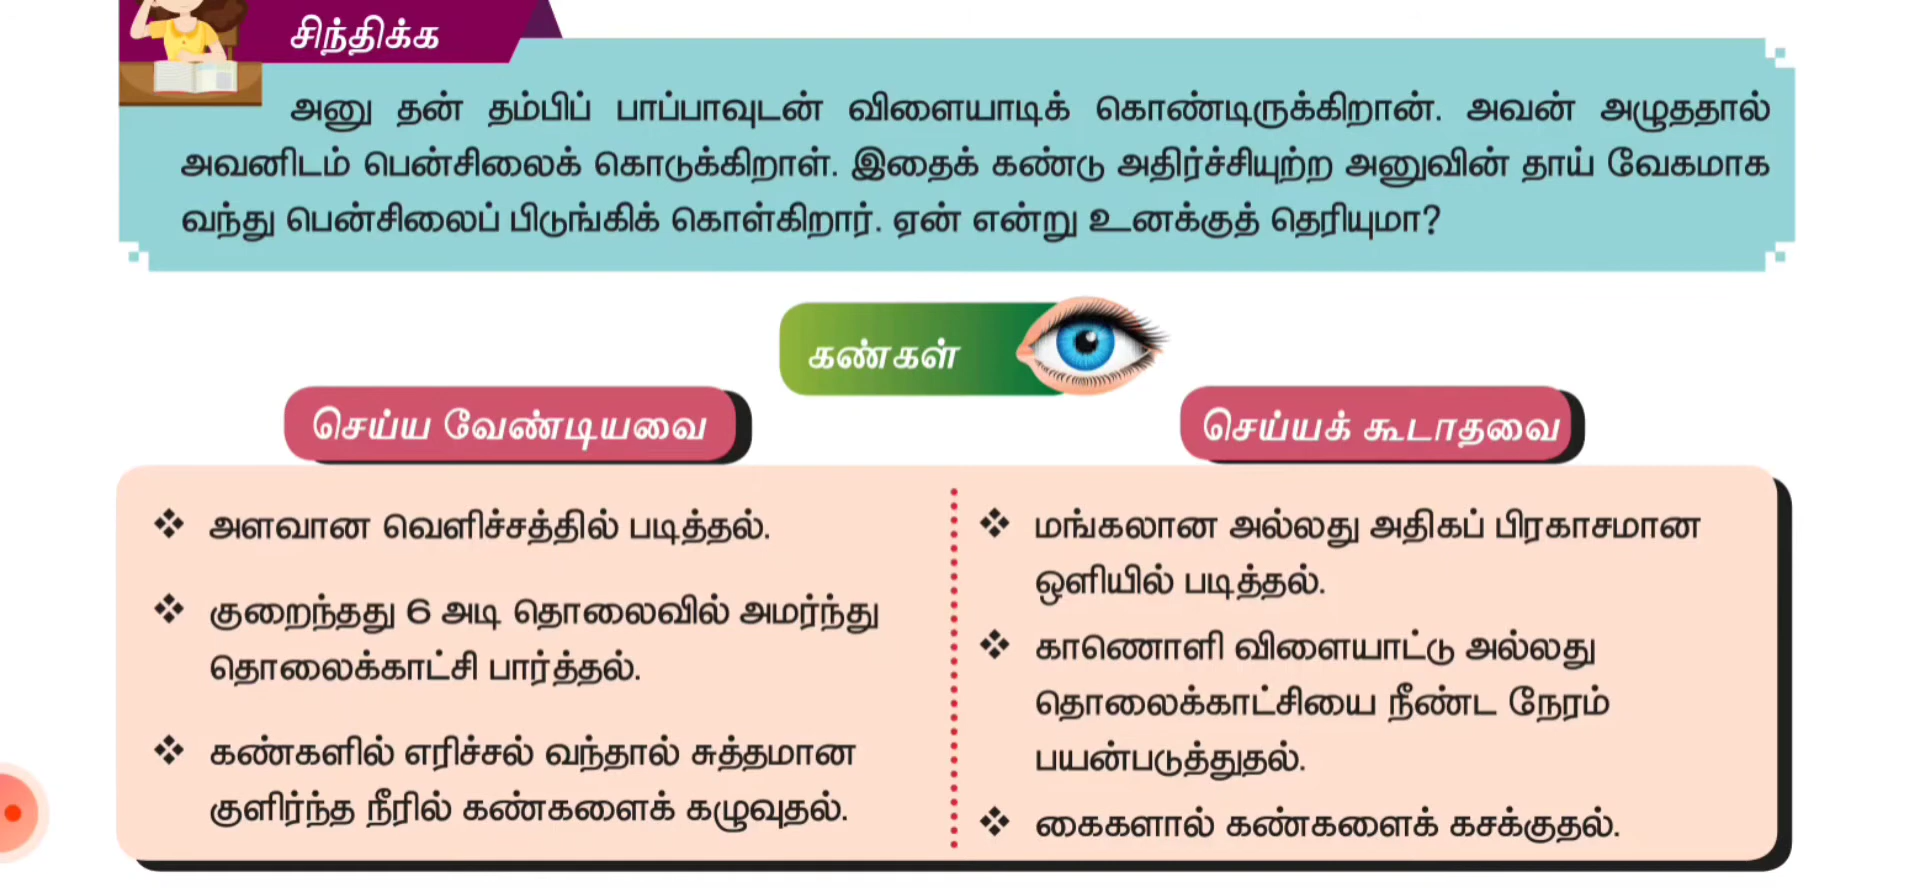 சிந்திக்க
அனு தன் தம்பிப் பாப்பாவுடன் விளையாடிக் கொண்டிருக்கிறான். அவன் அழுததால்
அவனிடம் பென்சிலைக் கொடுக்கிறாள். இதைக் கண்டு அதிர்ச்சியுற்ற அனுவின் தாய் வேகமாக
வந்து பென்சிலைப் பிடுங்கிக் கொள்கிறார். ஏன் என்று உனக்குத் தெரியுமா?
கண்கள்
செய்ய வேண்டியவை
❖ அளவான வெளிச்சத்தில் படித்தல்.
❖ குறைந்தது 6 அடி தொலைவில் அமர்ந்து
தொலைக்காட்சி பார்த்தல்.
❖ கண்களில் எரிச்சல் வந்தால் சுத்தமான
குளிர்ந்த நீரில் கண்களைக் கழுவுதல்.
செய்யக் கூடாதவை
❖ மங்கலான அல்லது அதிகப் பிரகாசமான
ஒளியில் படித்தல்.
❖ காணொளி விளையாட்டு அல்லது
தொலைக்காட்சியை நீண்ட நேரம்
பயன்படுத்துதல்.
❖ கைகளால் கண்களைக் கசக்குதல்.